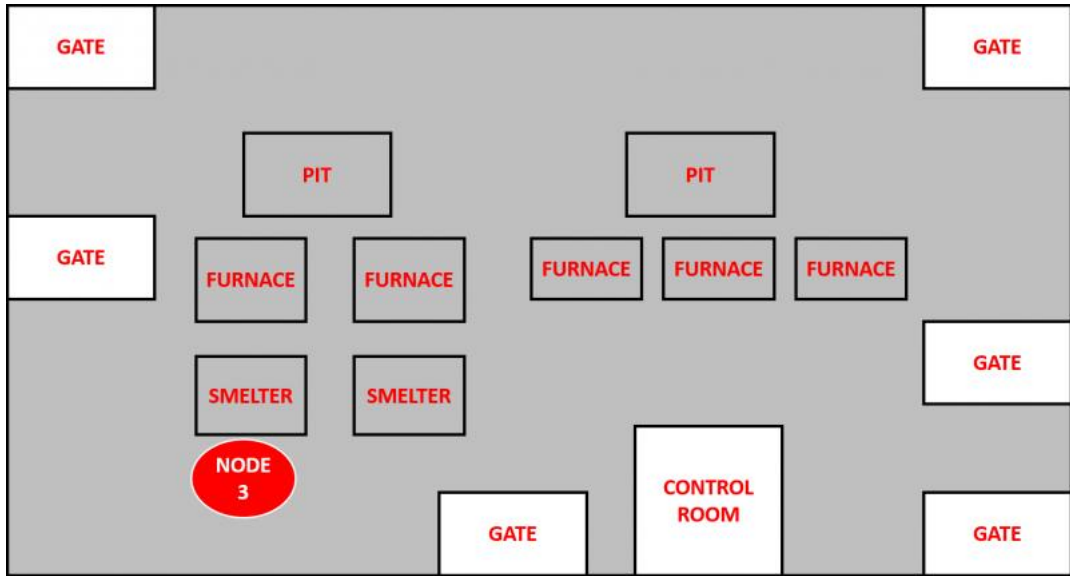 GATE
GATE
PIT
PIT
GATE
FURNACE
FURNACE
FURNACE
FURNACE
FURNACE
GATE
SMELTER
SMELTER
NODE
3
CONTROL
ROOM
GATE
GATE